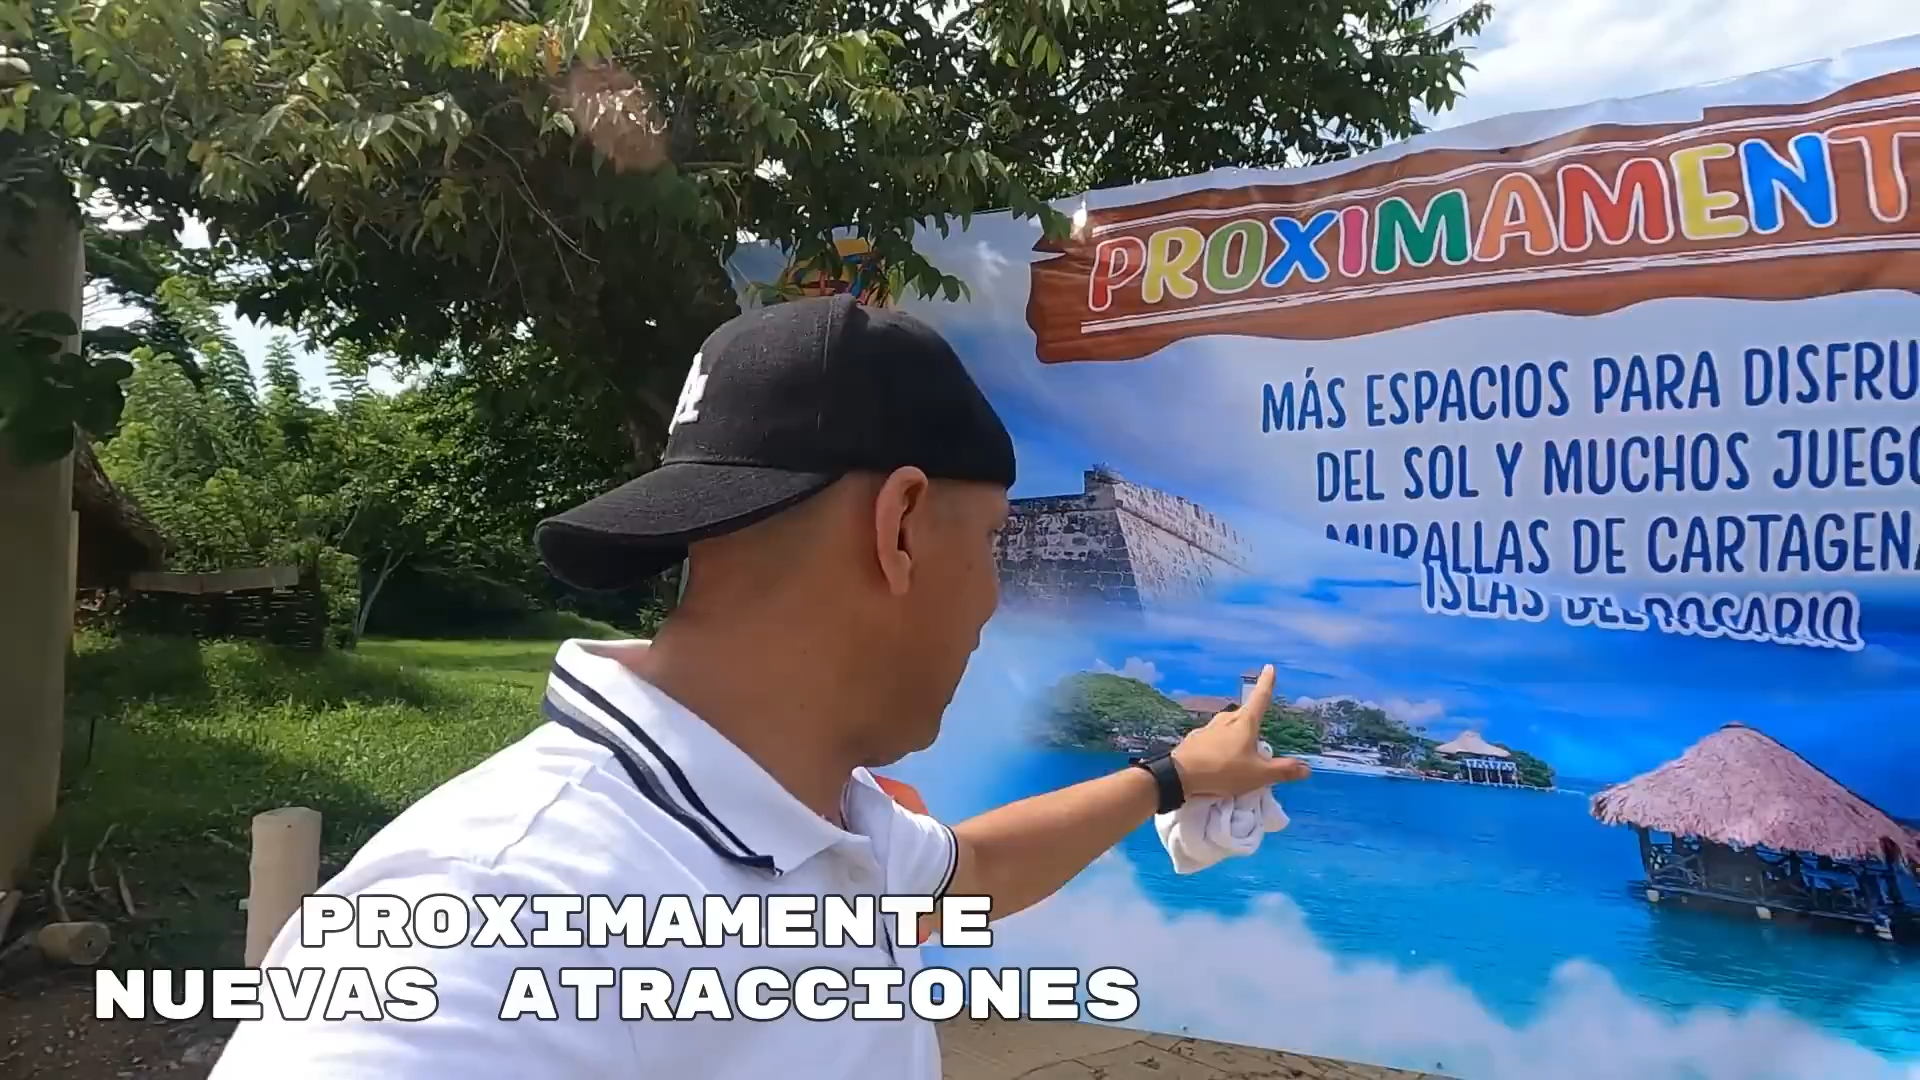 PROXIMAMENT
MÁS ESPACIOS PARA DISFRU
DEL SOL Y MUCHOS JUEGO
MURALLAS DE CARTAGENA
ISLAS DEL ROSARIO
PROXIMAMENTE
NUEVAS ATRACCIONES